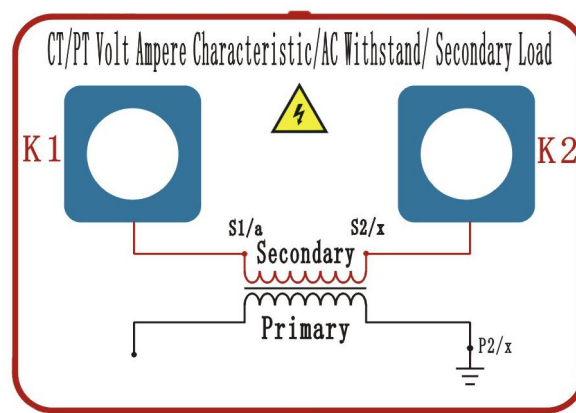 CT/PT Volt Ampere Characteristic/AC Withstand/ Secondary Load
K1
K2
S1/a
S2/x
Secondary
Primary
P2/x